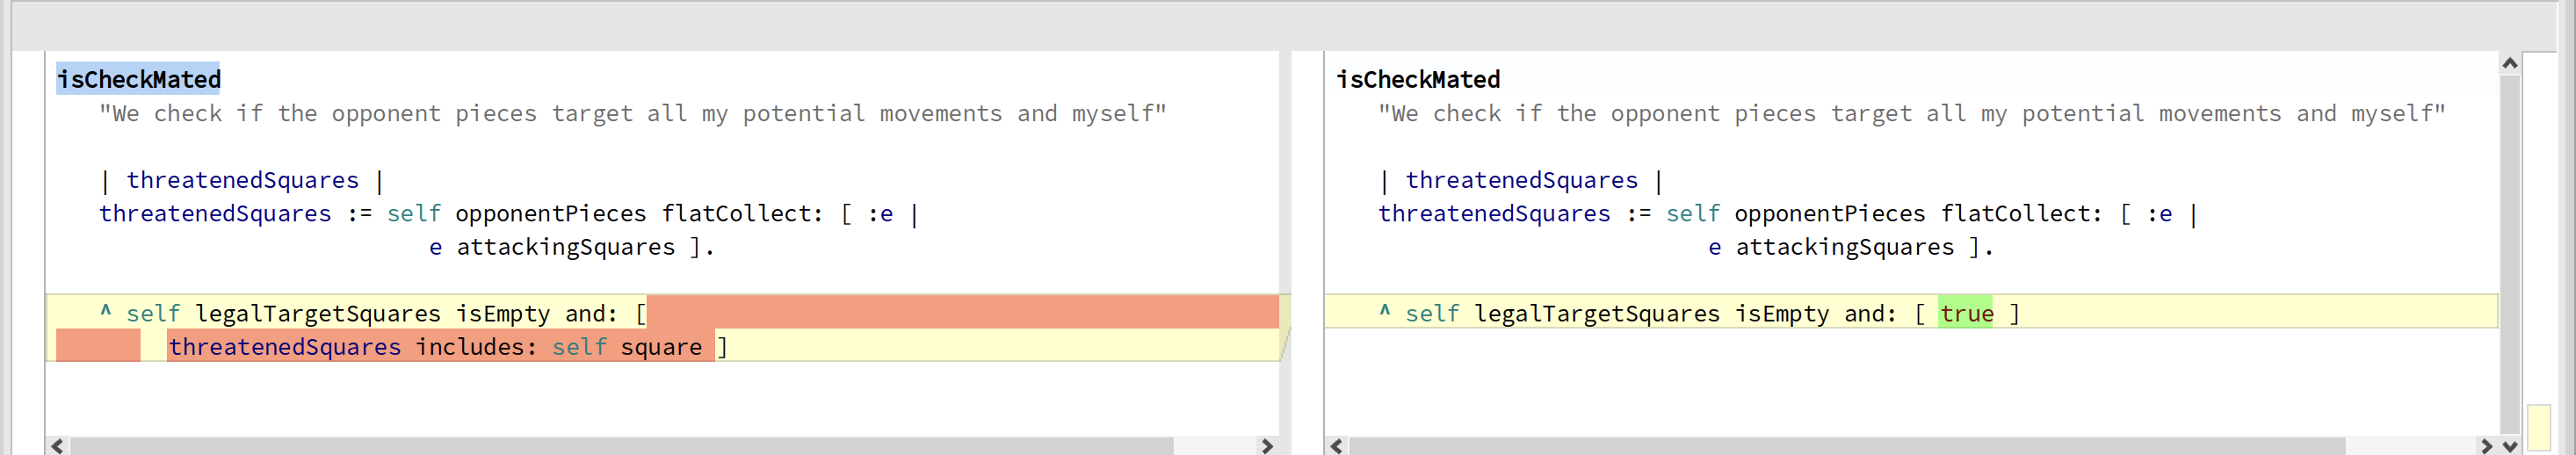 isCheckMated
"We check if the opponent pieces target all my potential movements and myself"
| threatenedSquares |
threatenedSquares := self opponentPieces flatCollect: [ :e |
e attackingSquares ].
^ self legalTargetSquares isEmpty and: [
threatenedSquares includes: self square ]
isCheckMated
"We check if the opponent pieces target all my potential movements and myself"
| threatenedSquares |
threatenedSquares := self opponentPieces flatCollect: [ :e |
e attackingSquares ].
^ self legalTargetSquares isEmpty and: [ true ]